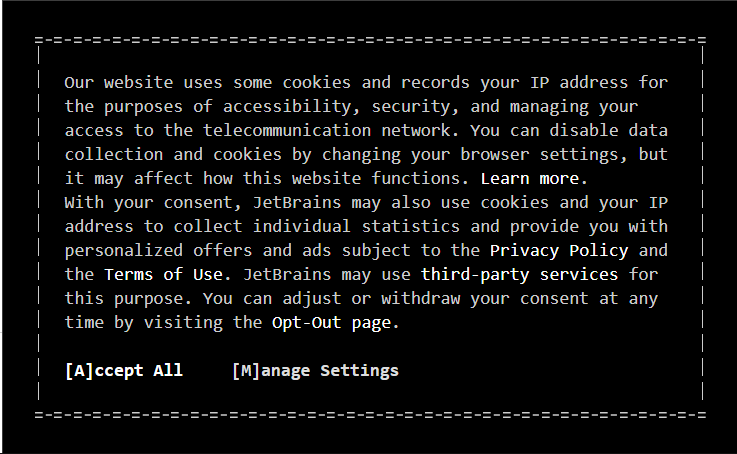 Our website uses some cookies and records your IP address for
the purposes of accessibility, security, and managing your
access to the telecommunication network. You can disable data
collection and cookies by changing your browser settings, but
it may affect how this website functions. Learn more.
With your consent, JetBrains may also use cookies and your IP
address to collect individual statistics and provide you with
personalized offers and ads subject to the Privacy Policy and
the Terms of Use. JetBrains may use third-party services for
this purpose. You can adjust or withdraw your consent at any
time by visiting the Opt-Out page.
[A]ccept All [M]anage Settings